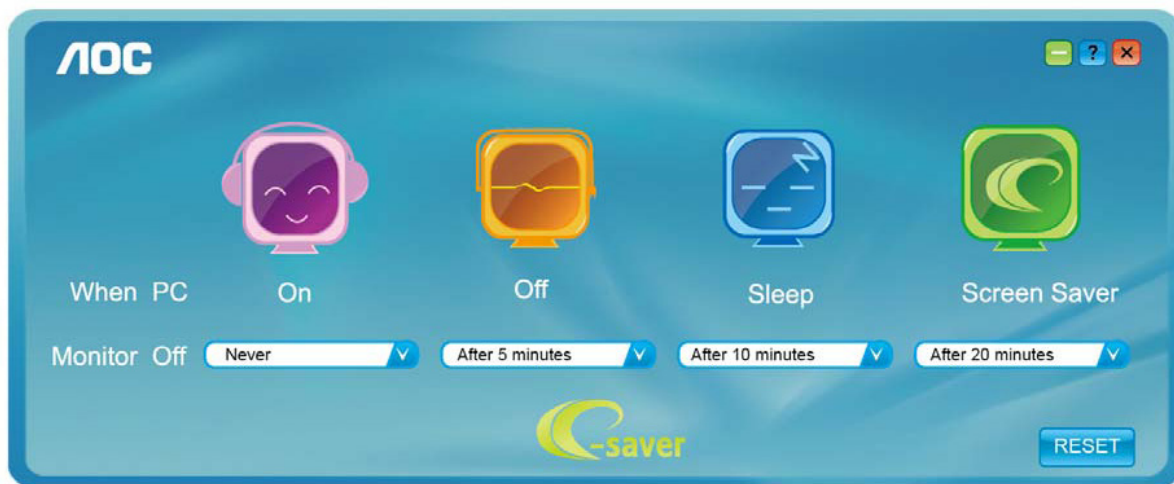 AOC
?
When PC On Off Sleep Screen Saver
Monitor Off Never After 5 minutes After 10 minutes After 20 minutes
e-saver
RESET